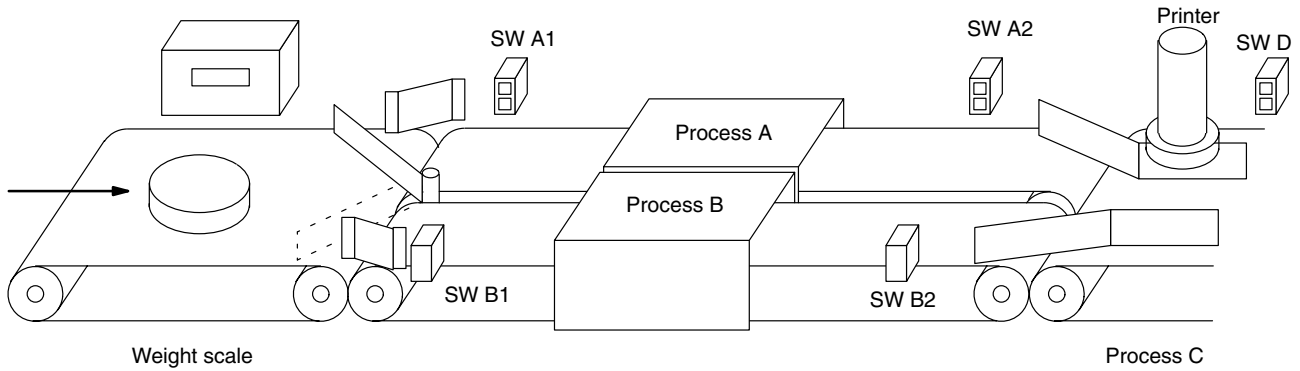 Printer
SW A1
SW A2
SW D
Process A
Process B
SW B1
SW B2
Weight scale
Process C